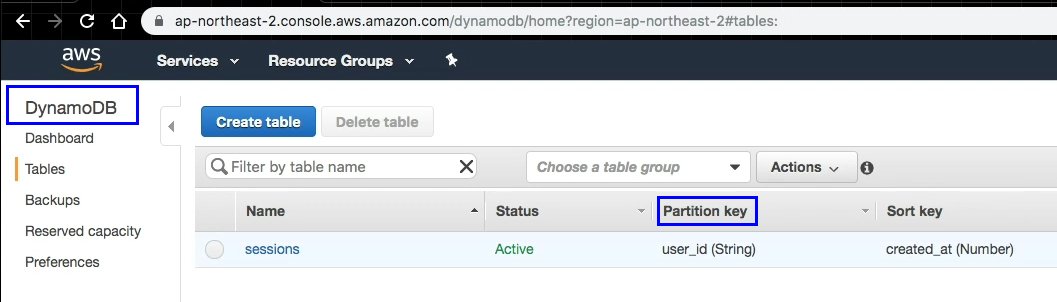 ap-northeast-2.console.aws.amazon.com/dynamodb/home?region=ap-northeast-2#tables:
aws Services Resource Groups
DynamoDB
Dashboard
Tables
Backups
Reserved capacity
Preferences
Create table Delete table
Filter by table name Choose a table group Actions
Name Status Partition key Sort key
sessions Active user_id (String) created_at (Number)